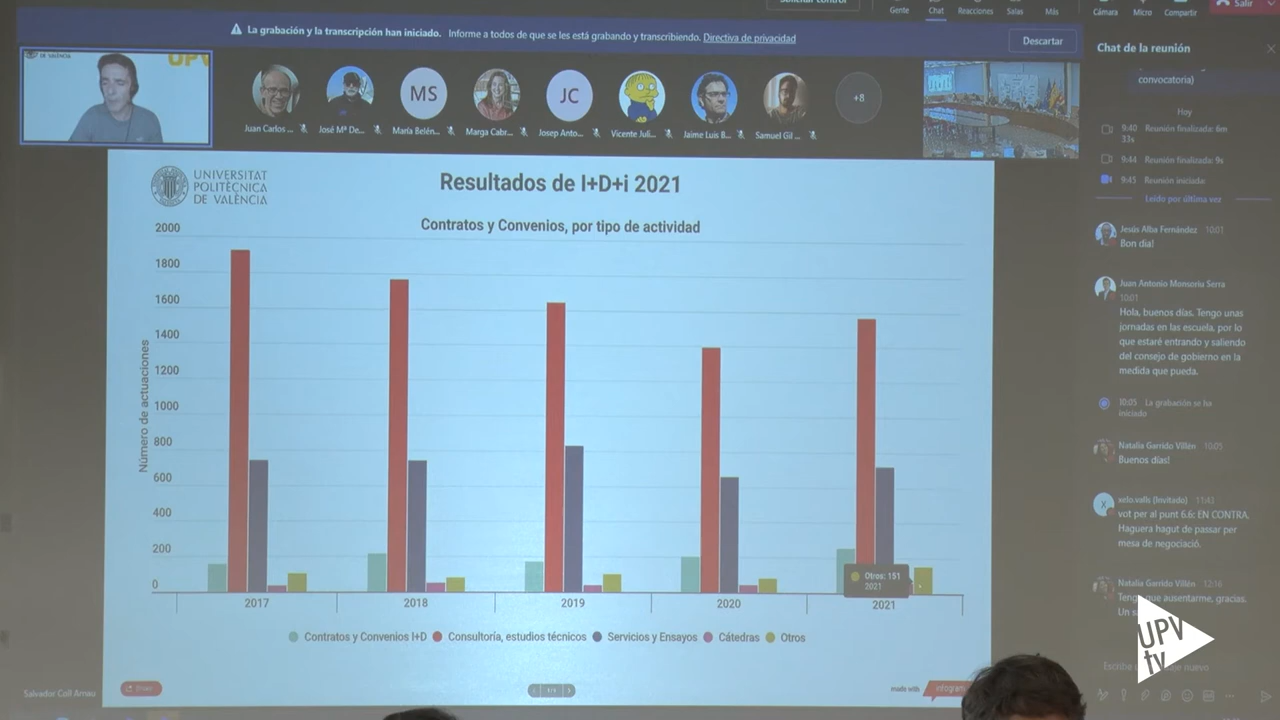 Gente
Chat
Reacciones
Salas
Más
Cámara
Micro
Compartir
Salir
La grabación y la transcripción han iniciado. Informe a todos de que se les está grabando y transcribiendo. Directiva de privacidad
Descartar
Chat de la reunión
UPV
MS
JC
+8
Juan Carlos ...
José Mª De...
María Belén...
Marga Cabr...
Josep Anto...
Vicente Juli...
Jaime Luis B...
Samuel Gil ...
UNIVERSITAT
POLITÈCNICA
DE VALÈNCIA
Resultados de I+D+i 2021
Contratos y Convenios, por tipo de actividad
Número de actuaciones
2000
1800
1600
1400
1200
1000
800
600
400
200
0
Otros: 151
2021
2017
2018
2019
2020
2021
Contratos y Convenios I+D
Consultoría, estudios técnicos
Servicios y Ensayos
Cátedras
Otros
made with
infogram
Salvador Coll Arnau
convocatoria)
Hoy
9:40 Reunión finalizada: 6m
33s
9:44 Reunión finalizada: 9s
9:45 Reunión iniciada
Leído por última vez
Jesús Alba Fernández 10:01
Bon dia!
Juan Antonio Monsoriu Serra
10:01
Hola, buenos días. Tengo unas
jornadas en las escuela, por lo
que estaré entrando y saliendo
del consejo de gobierno en la
medida que pueda.
10:05 La grabación se ha
iniciado
Natalia Garrido Villén 10:05
Buenos días!
xelo.valls (Invitado) 11:43
vot per al punt 6.6: EN CONTRA.
Haguera hagut de passar per
mesa de negociació.
Natalia Garrido Villén 12:16
que ausentarme, gracias.
nuevo
UPV
tv